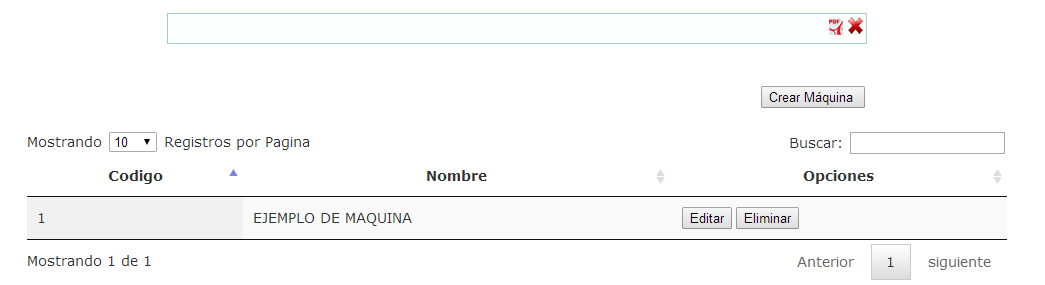 PDF
Crear Máquina
Mostrando 10 Registros por Pagina Buscar:
Codigo Nombre Opciones
1 EJEMPLO DE MAQUINA Editar Eliminar
Mostrando 1 de 1 Anterior 1 siguiente